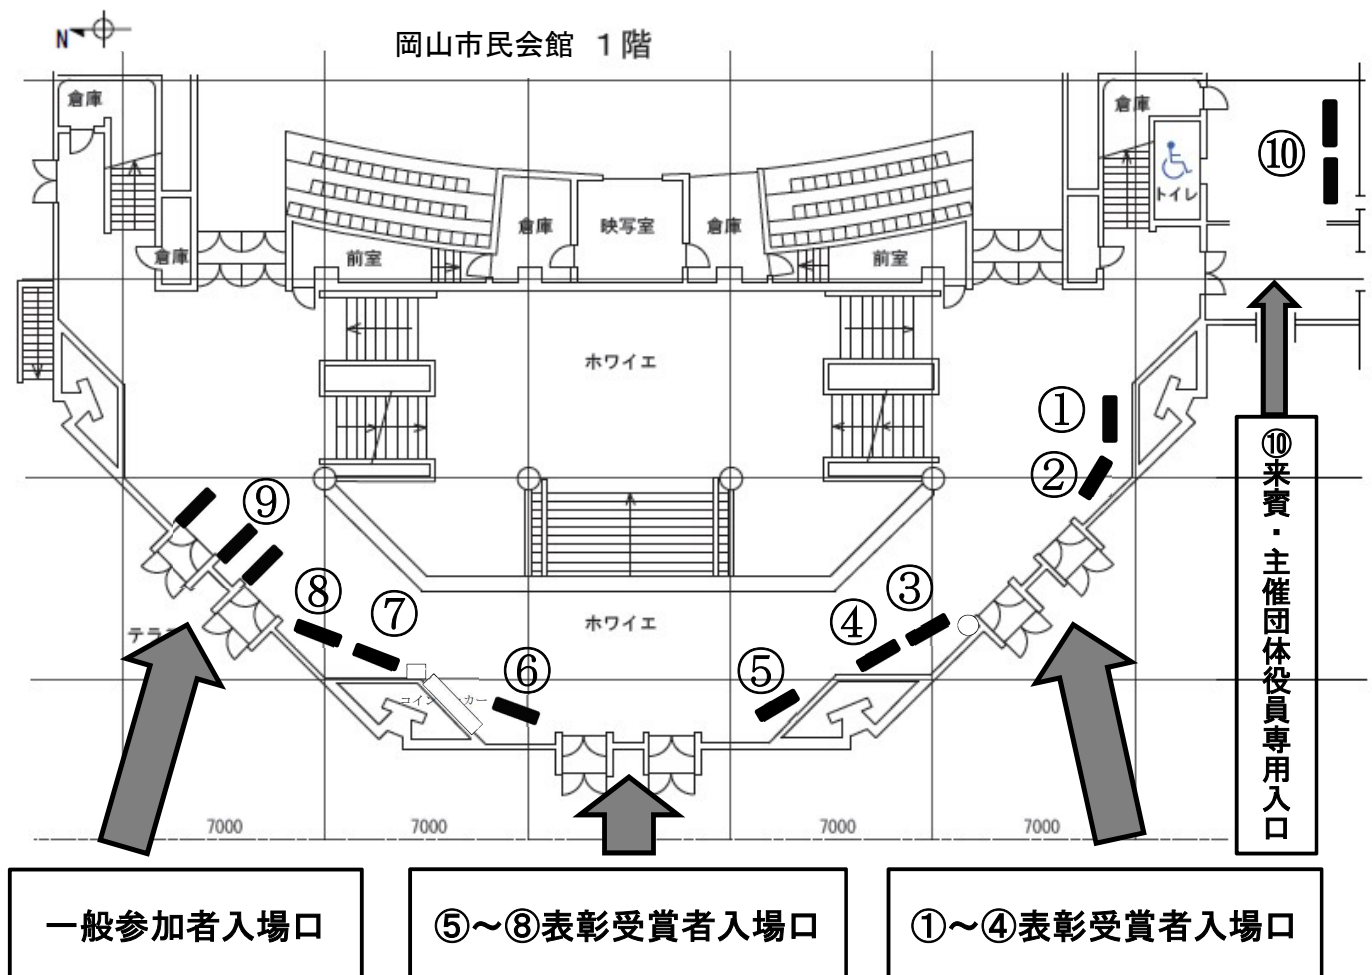 N
岡山市民会館 1階
倉庫
倉庫
⑩
トイレ
倉庫
映写室
倉庫
倉庫
前室
前室
ホワイエ
①
②
⑨
⑩来賓・主催団体役員専用入口
⑧
⑦
③
④
ホワイエ
テラ
⑥
⑤
コイン
カー
7000
7000
7000
7000
一般参加者入場口
⑤～⑧表彰受賞者入場口
①～④表彰受賞者入場口